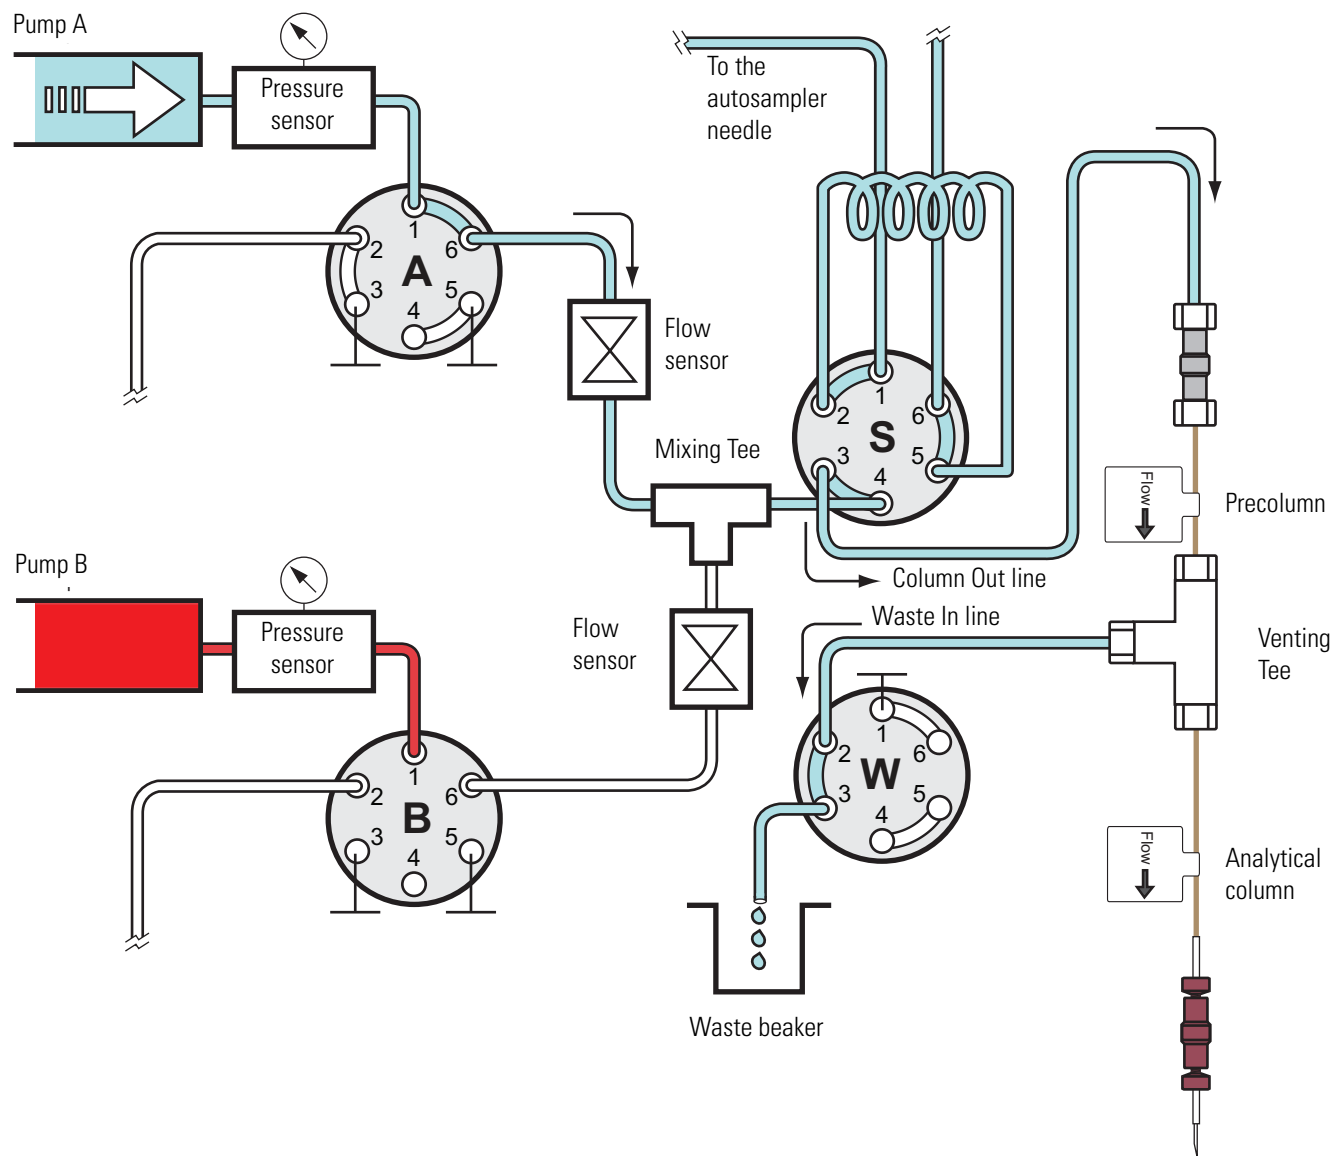 Pump A
Pressure
sensor
To the
autosampler
needle
1
2
6
A
3
5
4
Flow
sensor
1
2
6
S
3
5
4
Mixing Tee
Flow
Precolumn
Column Out line
Pump B
Pressure
sensor
Flow
sensor
Waste In line
Venting
Tee
1
2
6
W
3
5
4
1
2
6
B
3
5
4
Flow
Analytical
column
Waste beaker